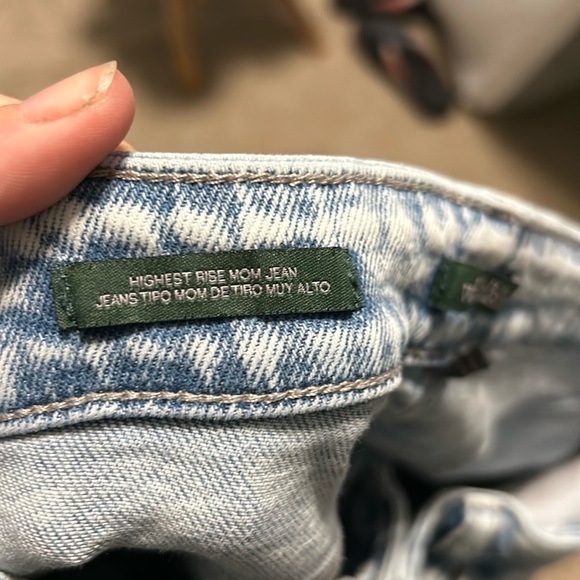 HIGHEST RISE MOM JEAN
JEANS TIPO MOM DE TIRO MUY ALTO